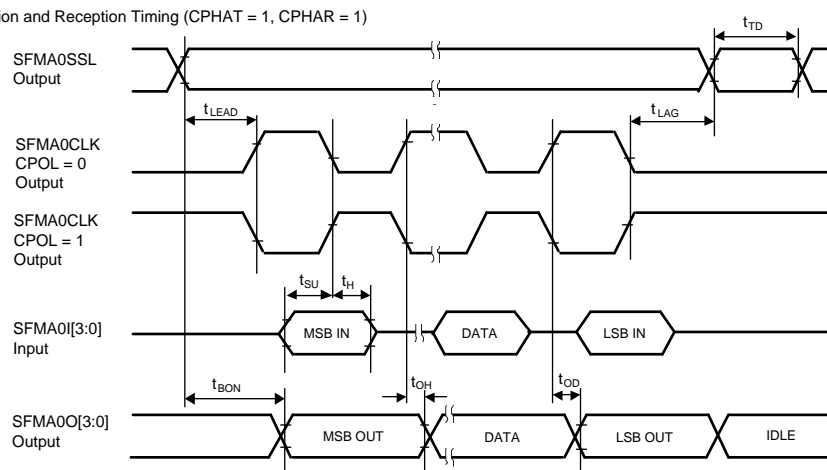 ion and Reception Timing (CPHAT = 1, CPHAR = 1)
tTD
SFMA0SSL
Output
tLEAD
tLAG
SFMA0CLK
CPOL = 0
Output
SFMA0CLK
CPOL = 1
Output
tSU
tH
SFMA0I[3:0]
Input
MSB IN
DATA
LSB IN
tBON
tOH
tOD
SFMA0O[3:0]
Output
MSB OUT
DATA
LSB OUT
IDLE